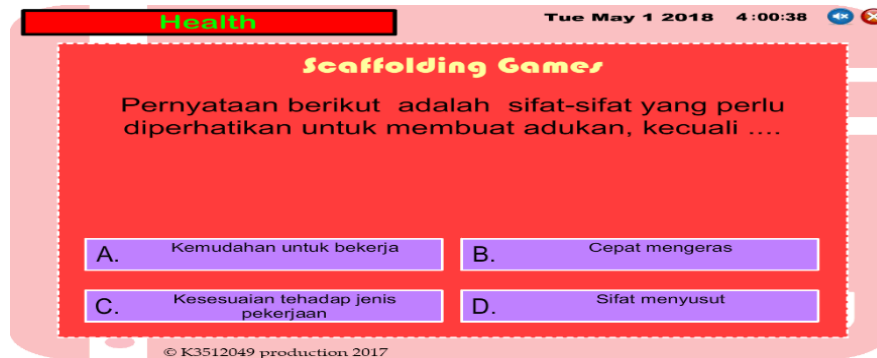 Health
Tue May 1 2018 4:00:38
Scaffolding Games
Pernyataan berikut adalah sifat-sifat yang perlu
diperhatikan untuk membuat adukan, kecuali ....
A. Kemudahan untuk bekerja
B. Cepat mengeras
C. Kesesuaian tehadap jenis
pekerjaan
D. Sifat menyusut
© K3512049 production 2017